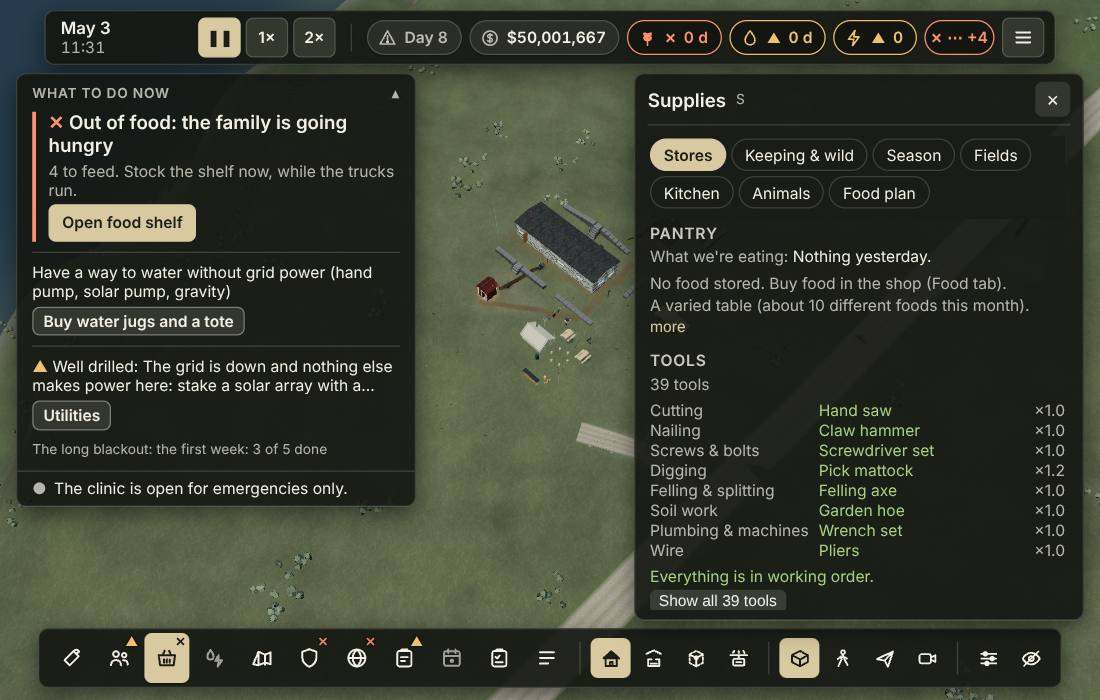 May 3
11:31
1×
2×
Day 8
$50,001,667
× 0 d
0 d
0
× ··· +4
WHAT TO DO NOW
× Out of food: the family is going
hungry
4 to feed. Stock the shelf now, while the trucks
run.
Open food shelf
Have a way to water without grid power (hand
pump, solar pump, gravity)
Buy water jugs and a tote
Well drilled: The grid is down and nothing else
makes power here: stake a solar array with a…
Utilities
The long blackout: the first week: 3 of 5 done
The clinic is open for emergencies only.
Supplies S
×
Stores
Keeping & wild
Season
Fields
Kitchen
Animals
Food plan
PANTRY
What we're eating: Nothing yesterday.
No food stored. Buy food in the shop (Food tab).
A varied table (about 10 different foods this month).
more
TOOLS
39 tools
Cutting Hand saw ×1.0
Nailing Claw hammer ×1.0
Screws & bolts Screwdriver set ×1.0
Digging Pick mattock ×1.2
Felling & splitting Felling axe ×1.0
Soil work Garden hoe ×1.0
Plumbing & machines Wrench set ×1.0
Wire Pliers ×1.0
Everything is in working order.
Show all 39 tools